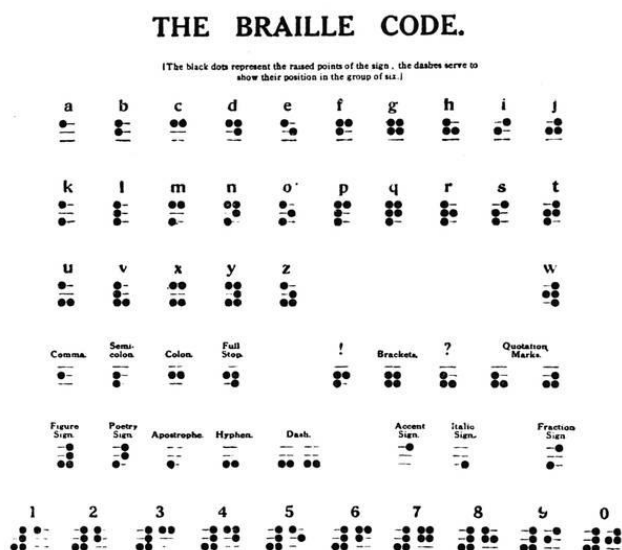 THE BRAILLE CODE.
(The black dots represent the raised points of the sign, the dashes serve to
show their position in the group of six.)
a b c d e f g h i j
k l m n o p q r s t
u v x y z w
Comma. Semi-
colon. Colon. Full
Stop. ! Brackets. ? Quotation
Marks.
Figure
Sign. Poetry
Sign. Apostrophe. Hyphen. Dash. Accent
Sign. Italic
Sign. Fraction
Sign
1 2 3 4 5 6 7 8 9 0